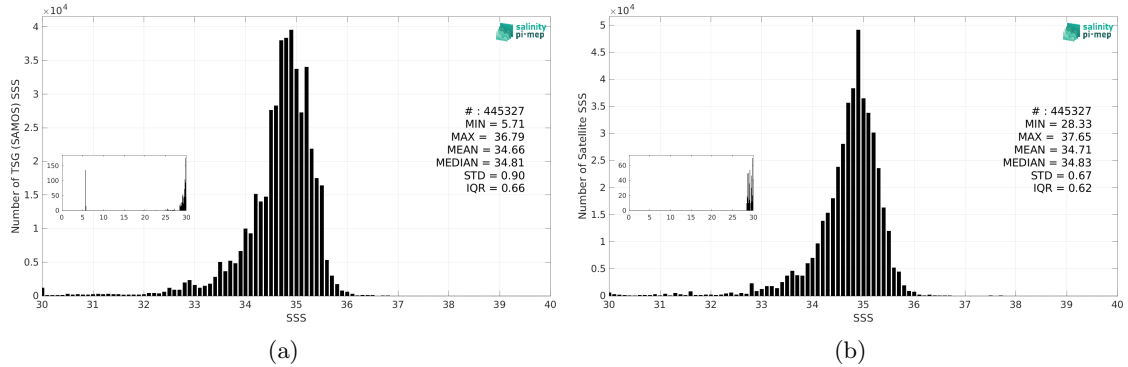 ×10⁴
4
3.5
3
2.5
2
1.5
1
0.5
0
Number of TSG (SAMOS) SSS
salinity
pi-mep
# : 445327
MIN = 5.71
MAX = 36.79
MEAN = 34.66
MEDIAN = 34.81
STD = 0.90
IQR = 0.66
150
100
50
0
0 5 10 15 20 25 30
30 31 32 33 34 35 36 37 38 39 40
SSS
(a)
×10⁴
5
4.5
4
3.5
3
2.5
2
1.5
1
0.5
0
Number of Satellite SSS
salinity
pi-mep
# : 445327
MIN = 28.33
MAX = 37.65
MEAN = 34.71
MEDIAN = 34.83
STD = 0.67
IQR = 0.62
60
40
20
0
0 5 10 15 20 25 30
30 31 32 33 34 35 36 37 38 39 40
SSS
(b)